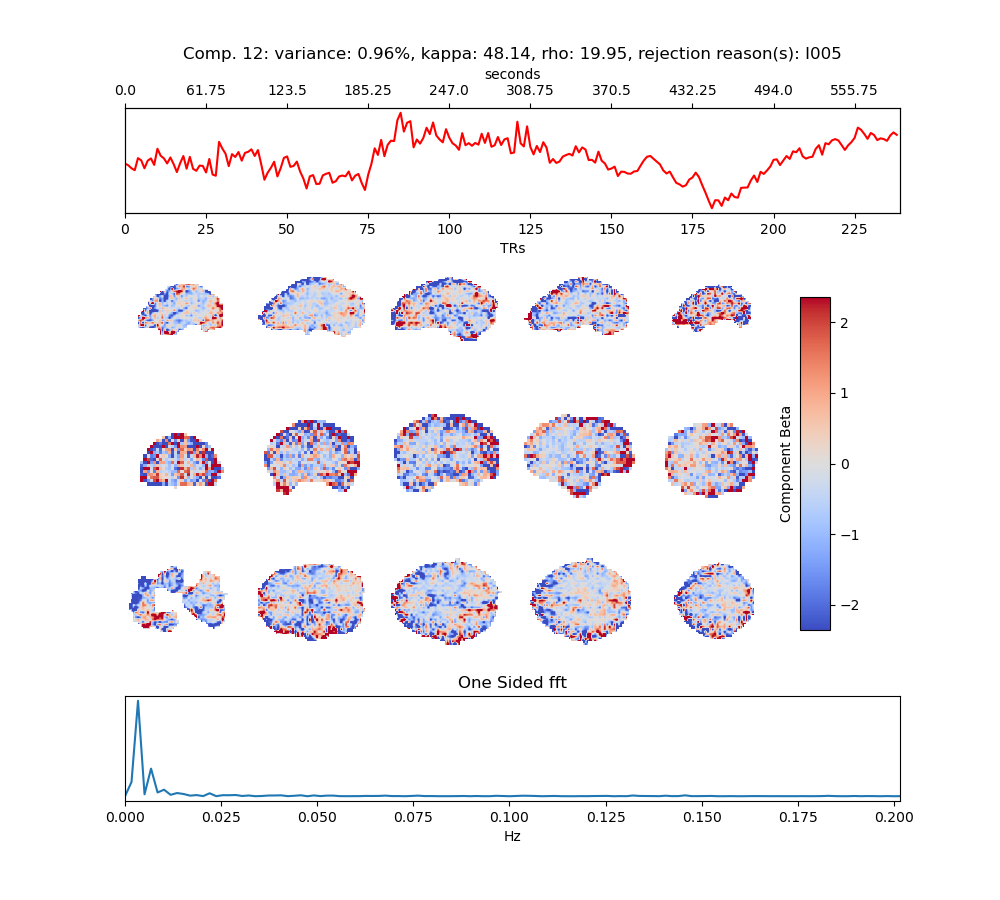 Comp. 12: variance: 0.96%, kappa: 48.14, rho: 19.95, rejection reason(s): I005
seconds
0.0 61.75 123.5 185.25 247.0 308.75 370.5 432.25 494.0 555.75
0 25 50 75 100 125 150 175 200 225
TRs
2
1
0
−1
−2
Component Beta
One Sided fft
0.000 0.025 0.050 0.075 0.100 0.125 0.150 0.175 0.200
Hz